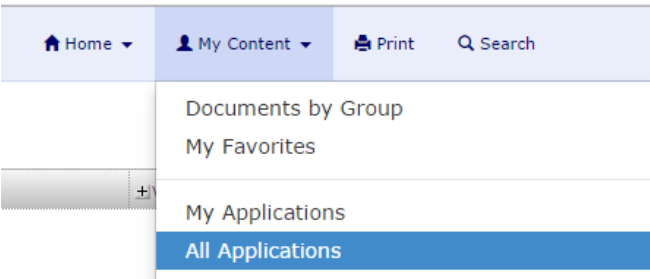 Home My Content Print Search
Documents by Group
My Favorites
My Applications
All Applications